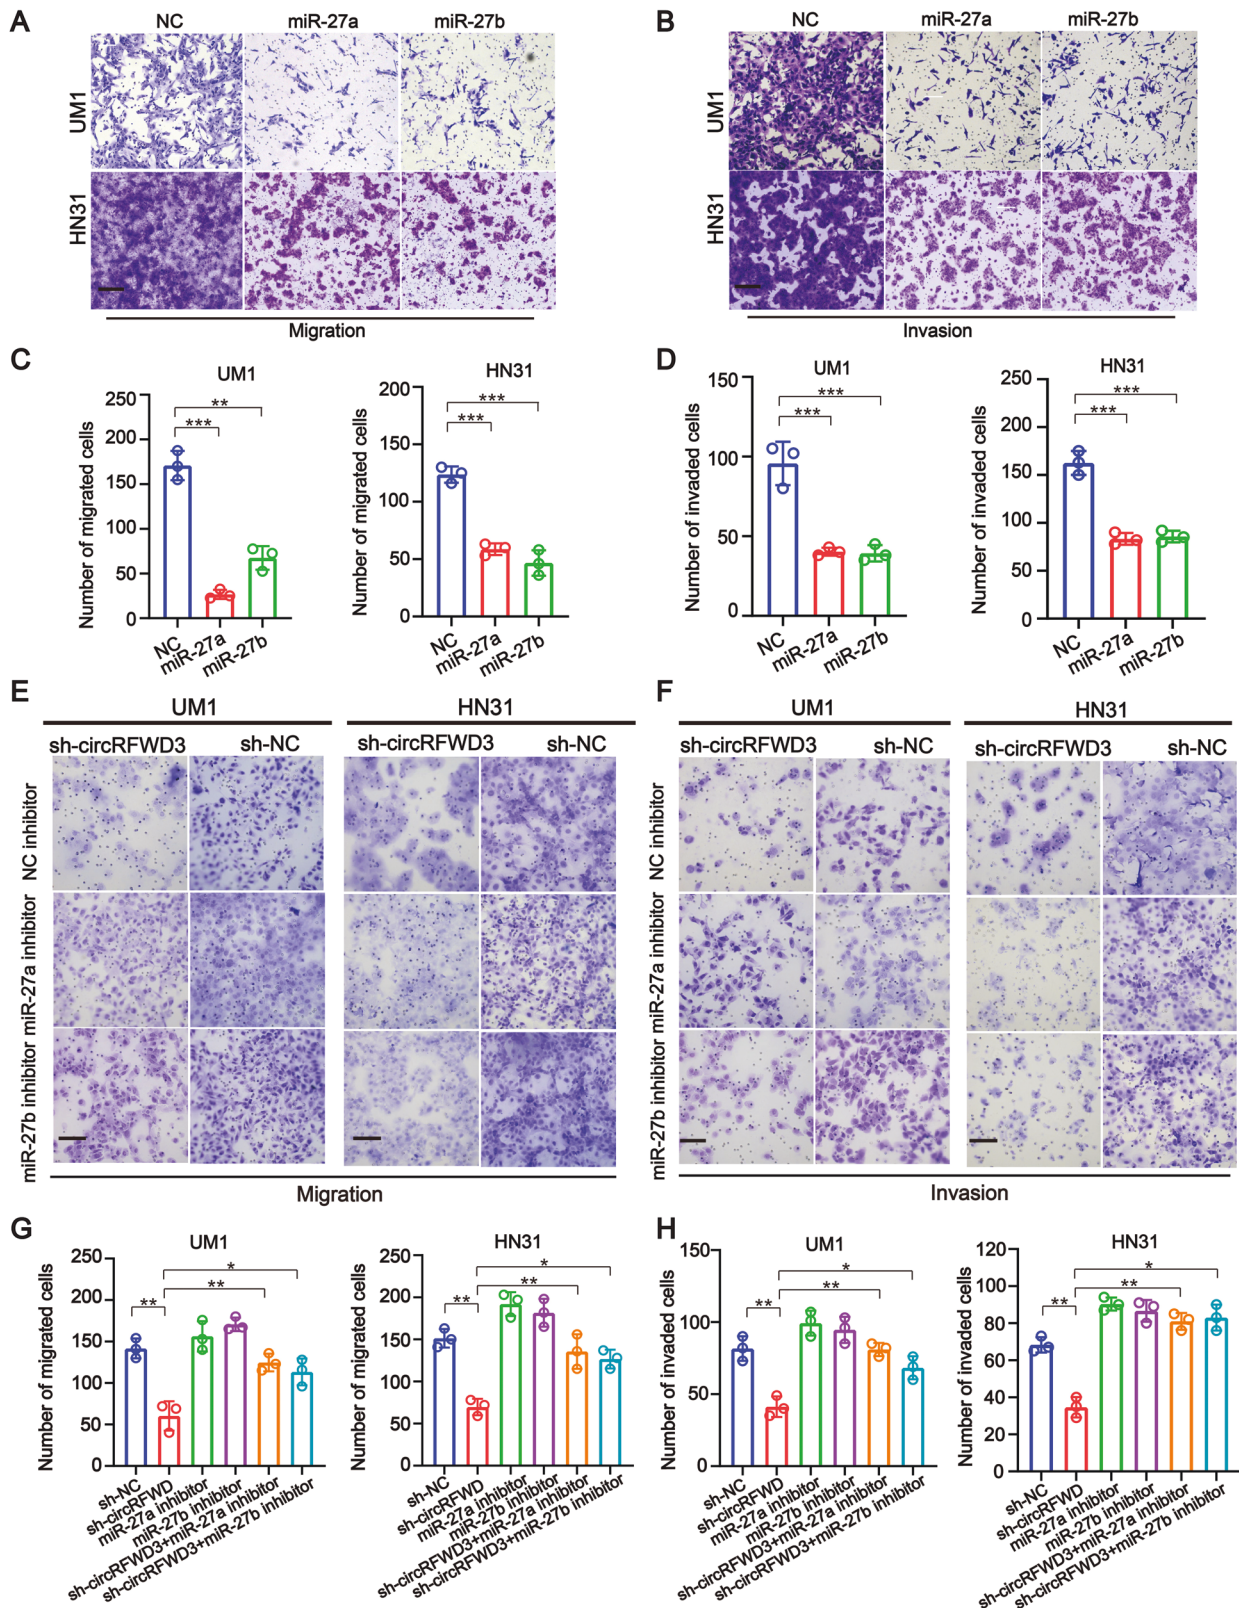 A
NC miR-27a miR-27b
UM1
HN31
Migration
B
NC miR-27a miR-27b
UM1
HN31
Invasion
C
UM1
Number of migrated cells
250
200
150
100
50
0
**
***
NC
miR-27a
miR-27b
HN31
Number of migrated cells
200
150
100
50
0
***
***
NC
miR-27a
miR-27b
D
UM1
Number of invaded cells
150
100
50
0
***
***
NC
miR-27a
miR-27b
HN31
Number of invaded cells
250
200
150
100
50
0
***
***
NC
miR-27a
miR-27b
E
UM1 HN31
sh-circRFWD3 sh-NC sh-circRFWD3 sh-NC
NC inhibitor
miR-27a inhibitor
miR-27b inhibitor
Migration
F
UM1 HN31
sh-circRFWD3 sh-NC sh-circRFWD3 sh-NC
NC inhibitor
miR-27a inhibitor
miR-27b inhibitor
Invasion
G
UM1
Number of migrated cells
250
200
150
100
50
0
*
**
**
sh-NC
sh-circRFWD
miR-27a inhibitor
miR-27b inhibitor
sh-circRFWD3+miR-27a inhibitor
sh-circRFWD3+miR-27b inhibitor
HN31
Number of migrated cells
250
200
150
100
50
0
*
**
**
sh-NC
sh-circRFWD
miR-27a inhibitor
miR-27b inhibitor
sh-circRFWD3+miR-27a inhibitor
sh-circRFWD3+miR-27b inhibitor
H
UM1
Number of invaded cells
150
100
50
0
*
**
**
sh-NC
sh-circRFWD
miR-27a inhibitor
miR-27b inhibitor
sh-circRFWD3+miR-27a inhibitor
sh-circRFWD3+miR-27b inhibitor
HN31
Number of invaded cells
120
100
80
60
40
20
0
*
**
**
sh-NC
sh-circRFWD
miR-27a inhibitor
miR-27b inhibitor
sh-circRFWD3+miR-27a inhibitor
sh-circRFWD3+miR-27b inhibitor